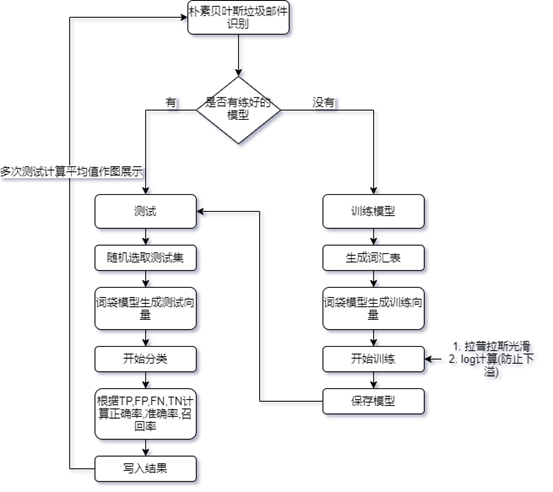 朴素贝叶斯垃圾邮件
识别
是否有练好的
模型
有
没有
多次测试计算平均值作图展示
测试
训练模型
随机选取测试集
生成词汇表
词袋模型生成测试向
量
词袋模型生成训练向
量
开始分类
开始训练
1. 拉普拉斯光滑
2. log计算(防止下
溢)
根据TP,FP,FN,TN计
算正确率,准确率,召
回率
保存模型
写入结果